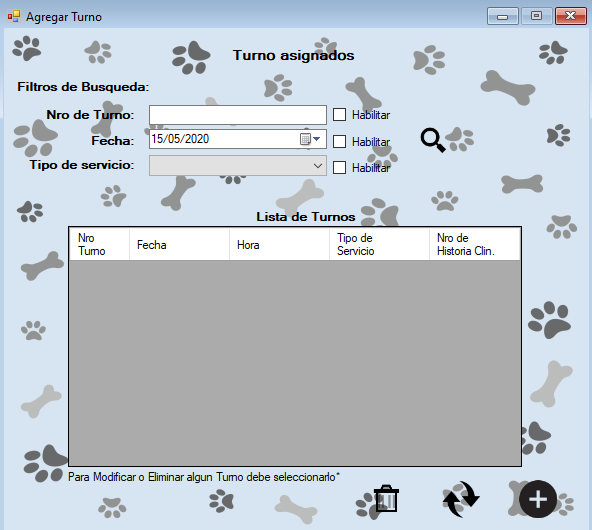 Agregar Turno
Turno asignados
Filtros de Busqueda:
Nro de Turno: Habilitar
Fecha: 15/05/2020 Habilitar
Tipo de servicio: Habilitar
Lista de Turnos
Nro Turno Fecha Hora Tipo de Servicio Nro de Historia Clin.
Para Modificar o Eliminar algun Turno debe seleccionarlo*